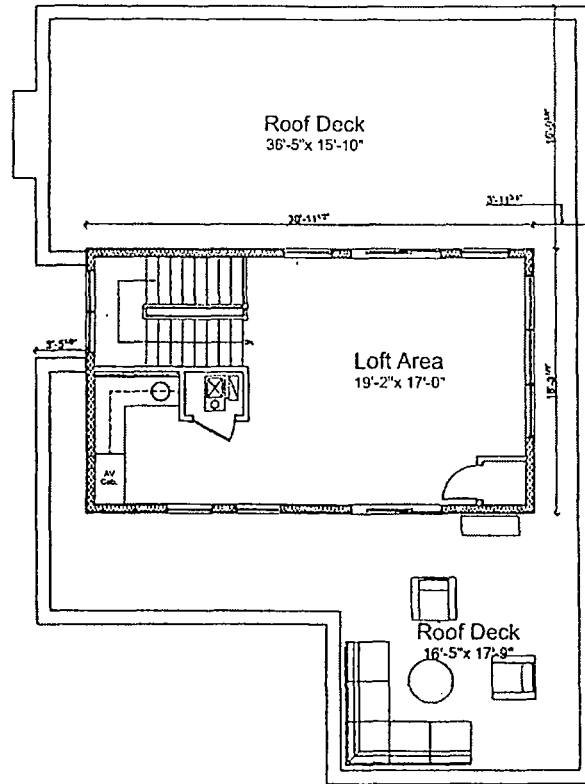 Roof Deck
36'-5"x 15'-10"
Loft Area
19'-2"x 17'-0"
AV
Cab.
Roof Deck
16'-5"x 17'-9"